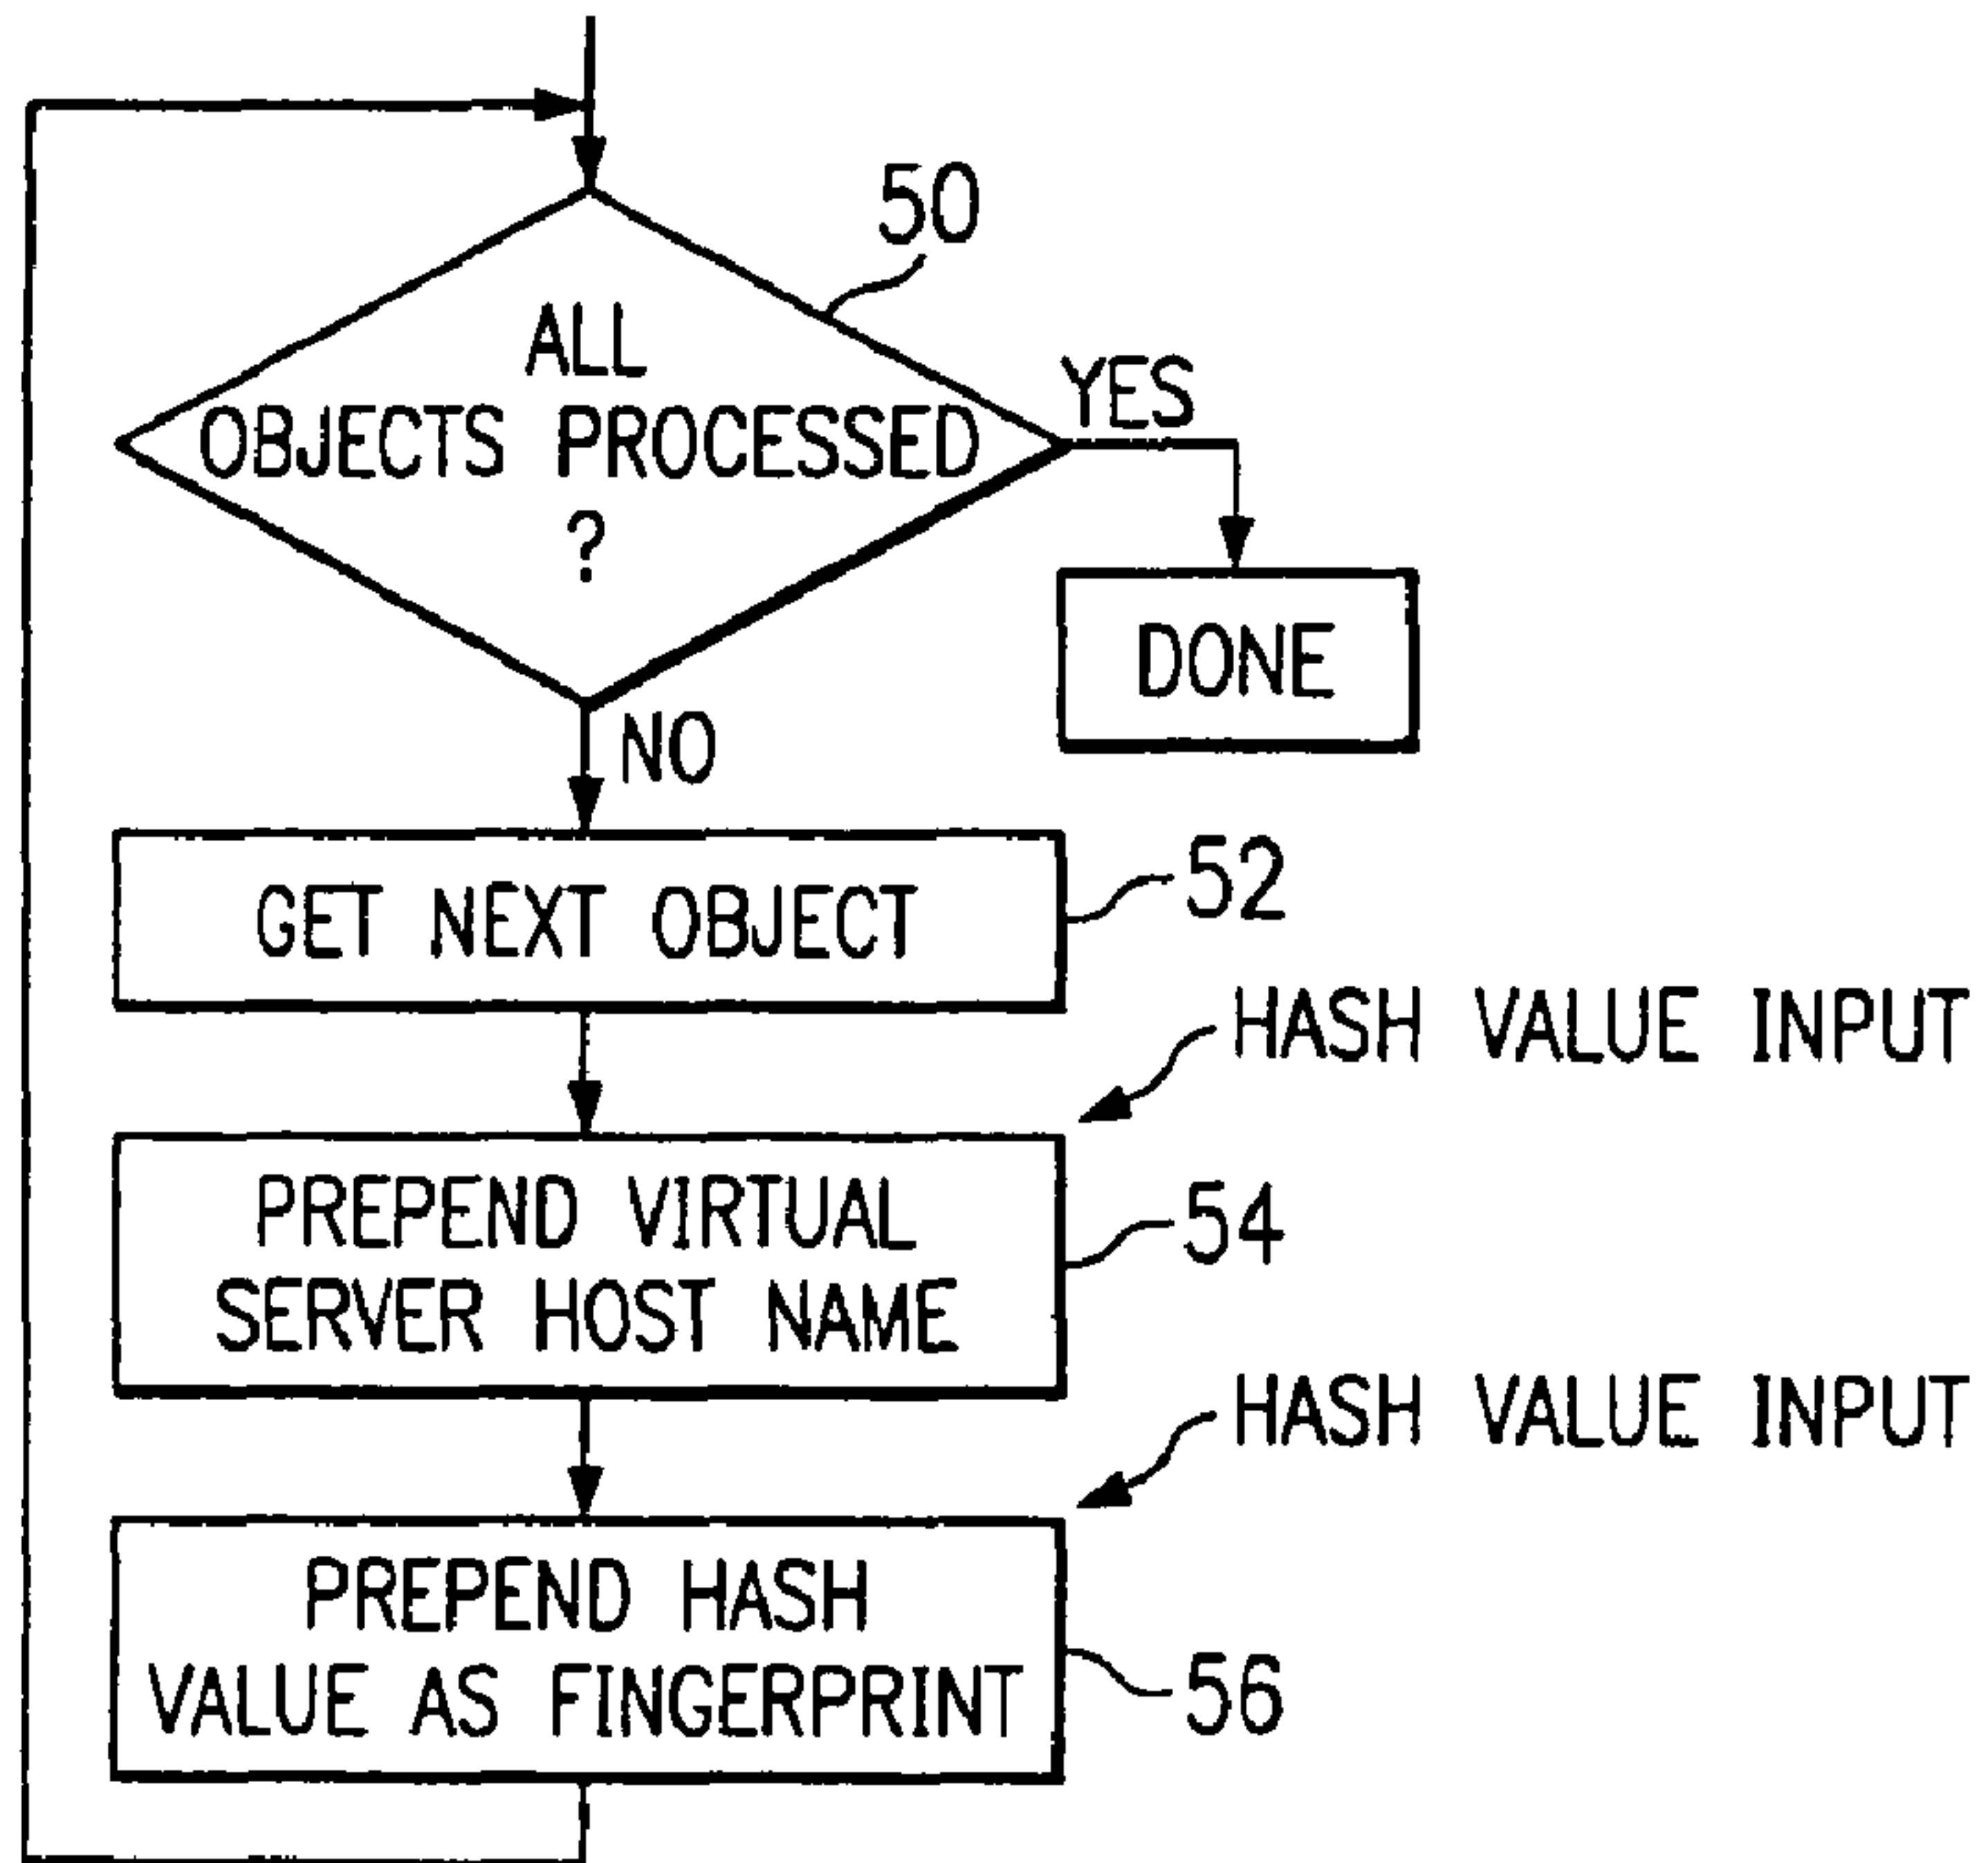 50
ALL
OBJECTS PROCESSED
?
YES
DONE
NO
GET NEXT OBJECT
52
HASH VALUE INPUT
PREPEND VIRTUAL
SERVER HOST NAME
54
HASH VALUE INPUT
PREPEND HASH
VALUE AS FINGERPRINT
56